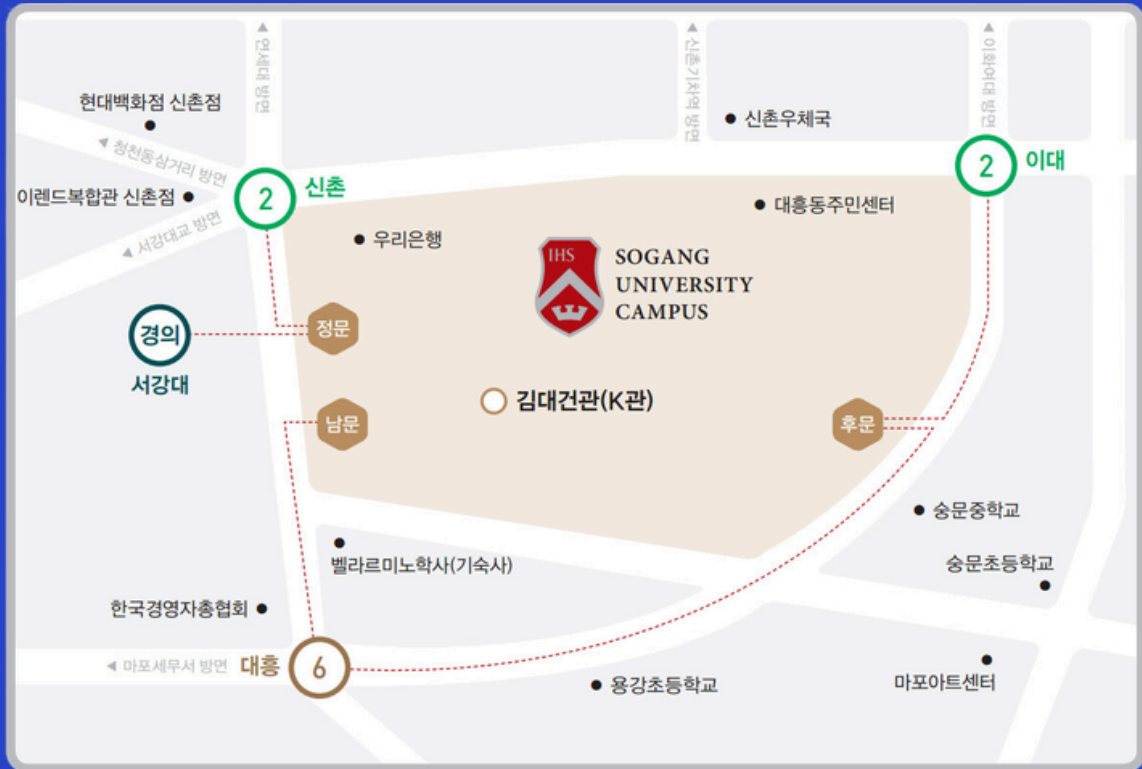 ◀ 연세대 방면
◀ 신촌기차역 방면
◀ 이화여대 방면
현대백화점 신촌점
신촌우체국
◀ 청천동삼거리 방면
2 이대
2 신촌
이렌드복합관 신촌점
대흥동주민센터
◀ 서강대교 방면
우리은행
IHS
SOGANG
UNIVERSITY
CAMPUS
경의
서강대
정문
김대건관(K관)
남문
후문
숭문중학교
벨라르미노학사(기숙사)
숭문초등학교
한국경영자총협회
◀ 마포세무서 방면
대흥 6
용강초등학교
마포아트센터